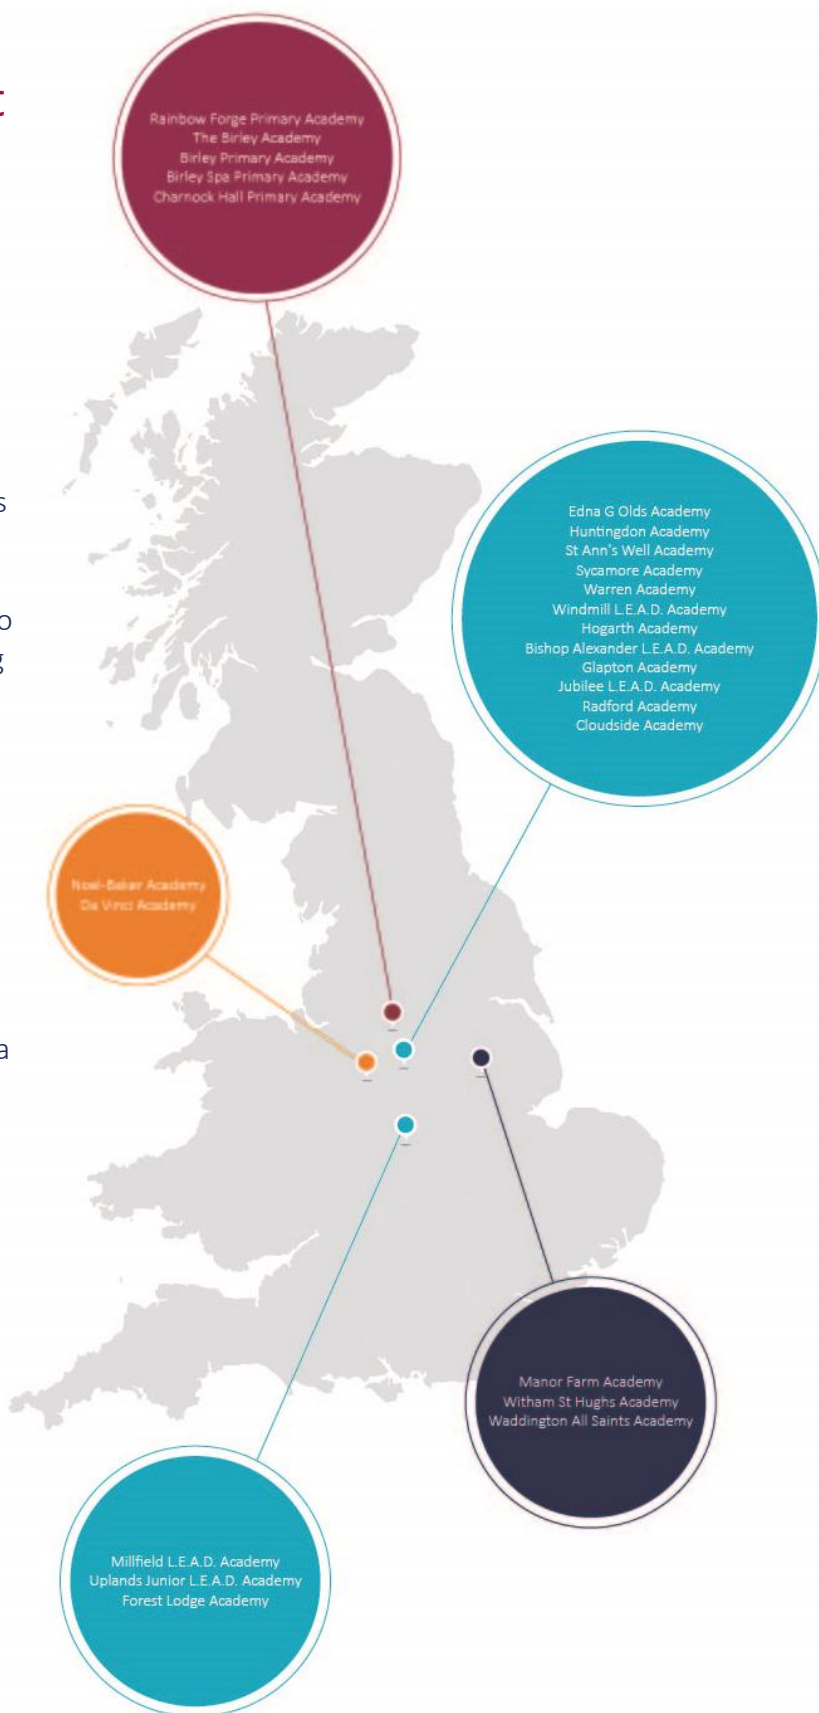 t
Rainbow Forge Primary Academy
The Birley Academy
Birley Primary Academy
Birley Spa Primary Academy
Charnock Hall Primary Academy
s
o
g
Edna G Olds Academy
Huntingdon Academy
St Ann's Well Academy
Sycamore Academy
Warren Academy
Windmill L.E.A.D. Academy
Hogarth Academy
Bishop Alexander L.E.A.D. Academy
Glapton Academy
Jubilee L.E.A.D. Academy
Radford Academy
Cloudside Academy
Noel-Baker Academy
Da Vinci Academy
a
Manor Farm Academy
Witham St Hughs Academy
Waddington All Saints Academy
Millfield L.E.A.D. Academy
Uplands Junior L.E.A.D. Academy
Forest Lodge Academy